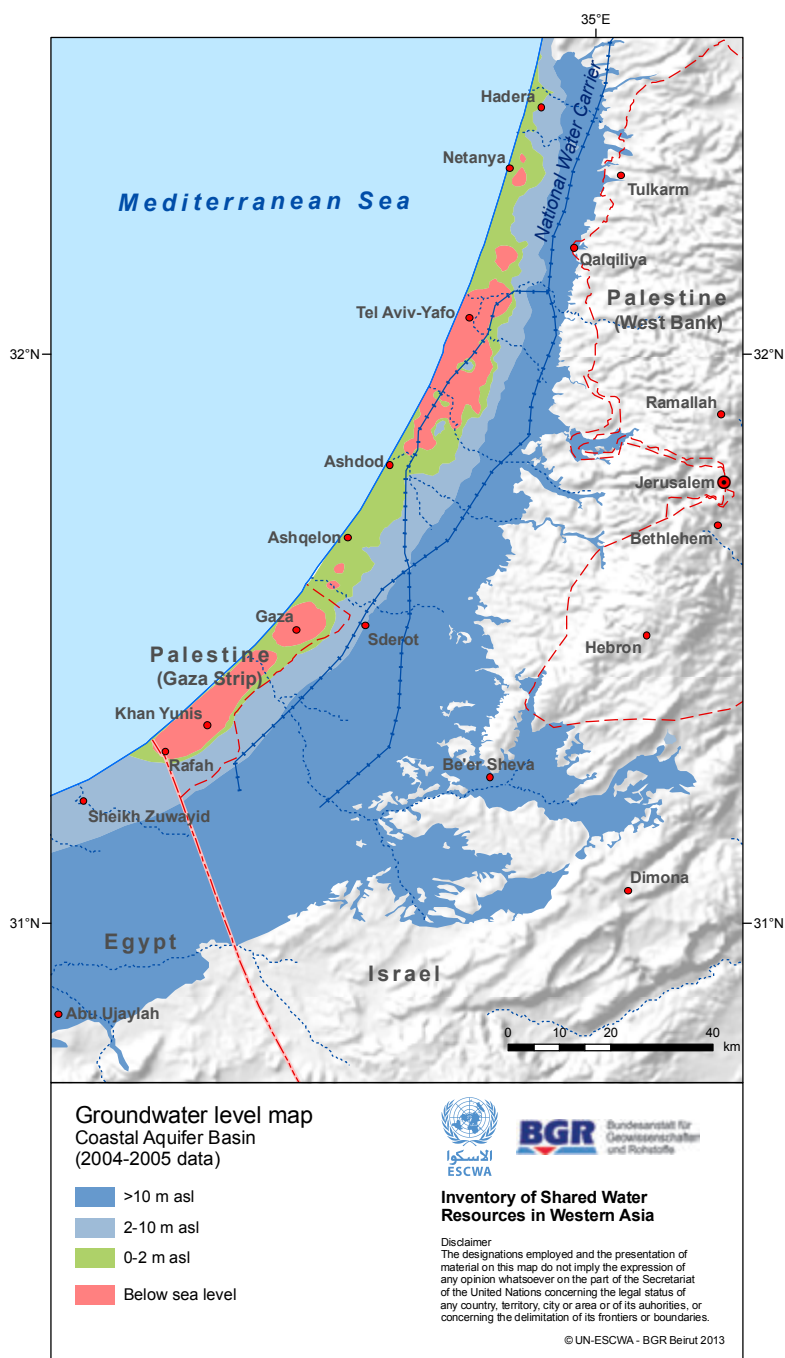 35°E
Hadera
National Water Carrier
Netanya
Tulkarm
Mediterranean Sea
Qalqiliya
Palestine
(West Bank)
Tel Aviv-Yafo
32°N
32°N
Ramallah
Ashdod
Jerusalem
Ashqelon
Bethlehem
Gaza
Sderot
Hebron
Palestine
(Gaza Strip)
Khan Yunis
Rafah
Be'er Sheva
Sheikh Zuwayid
Dimona
31°N
31°N
Egypt
Israel
Abu Ujaylah
0 10 20 40
km
Groundwater level map
Coastal Aquifer Basin
(2004-2005 data)
>10 m asl
2-10 m asl
0-2 m asl
Below sea level
الاسكوا
ESCWA
BGR
Bundesanstalt für
Geowissenschaften
und Rohstoffe
Inventory of Shared Water
Resources in Western Asia
Disclaimer
The designations employed and the presentation of
material on this map do not imply the expression of
any opinion whatsoever on the part of the Secretariat
of the United Nations concerning the legal status of
any country, territory, city or area or of its auhorities, or
concerning the delimitation of its frontiers or boundaries.
© UN-ESCWA - BGR Beirut 2013